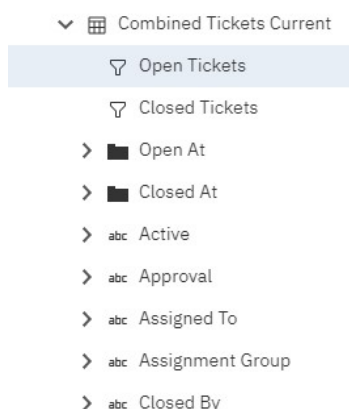 Combined Tickets Current
Open Tickets
Closed Tickets
Open At
Closed At
abc Active
abc Approval
abc Assigned To
abc Assignment Group
abc Closed By